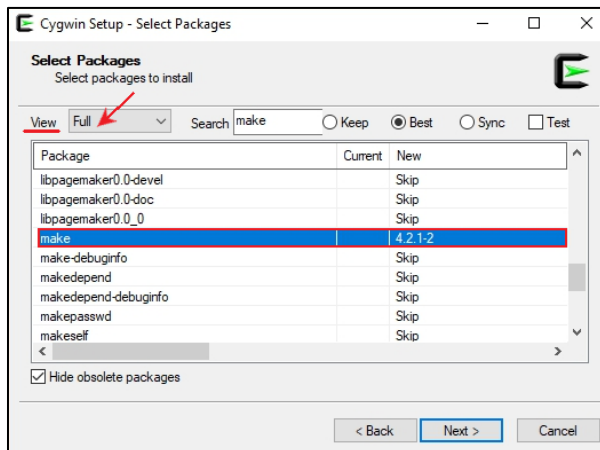 Cygwin Setup - Select Packages
Select Packages
Select packages to install
View Full Search make Keep Best Sync Test
Package Current New
libpagemaker0.0-devel Skip
libpagemaker0.0-doc Skip
libpagemaker0.0_0 Skip
make 4.2.1-2
make-debuginfo Skip
makedepend Skip
makedepend-debuginfo Skip
makepasswd Skip
makeself Skip
Hide obsolete packages
< Back Next > Cancel